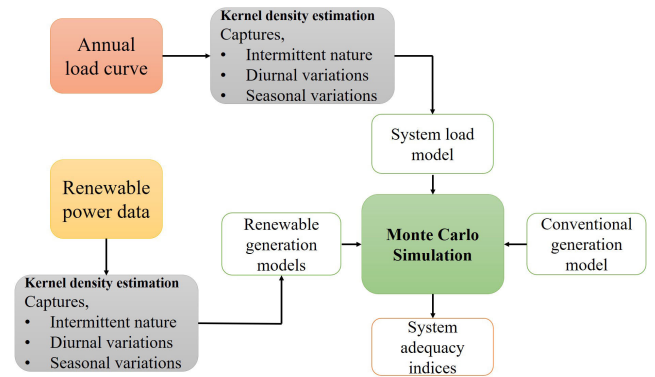 Annual
load curve
Kernel density estimation
Captures,
• Intermittent nature
• Diurnal variations
• Seasonal variations
System load
model
Renewable
power data
Renewable
generation
models
Monte Carlo
Simulation
Conventional
generation
model
Kernel density estimation
Captures,
• Intermittent nature
• Diurnal variations
• Seasonal variations
System
adequacy
indices